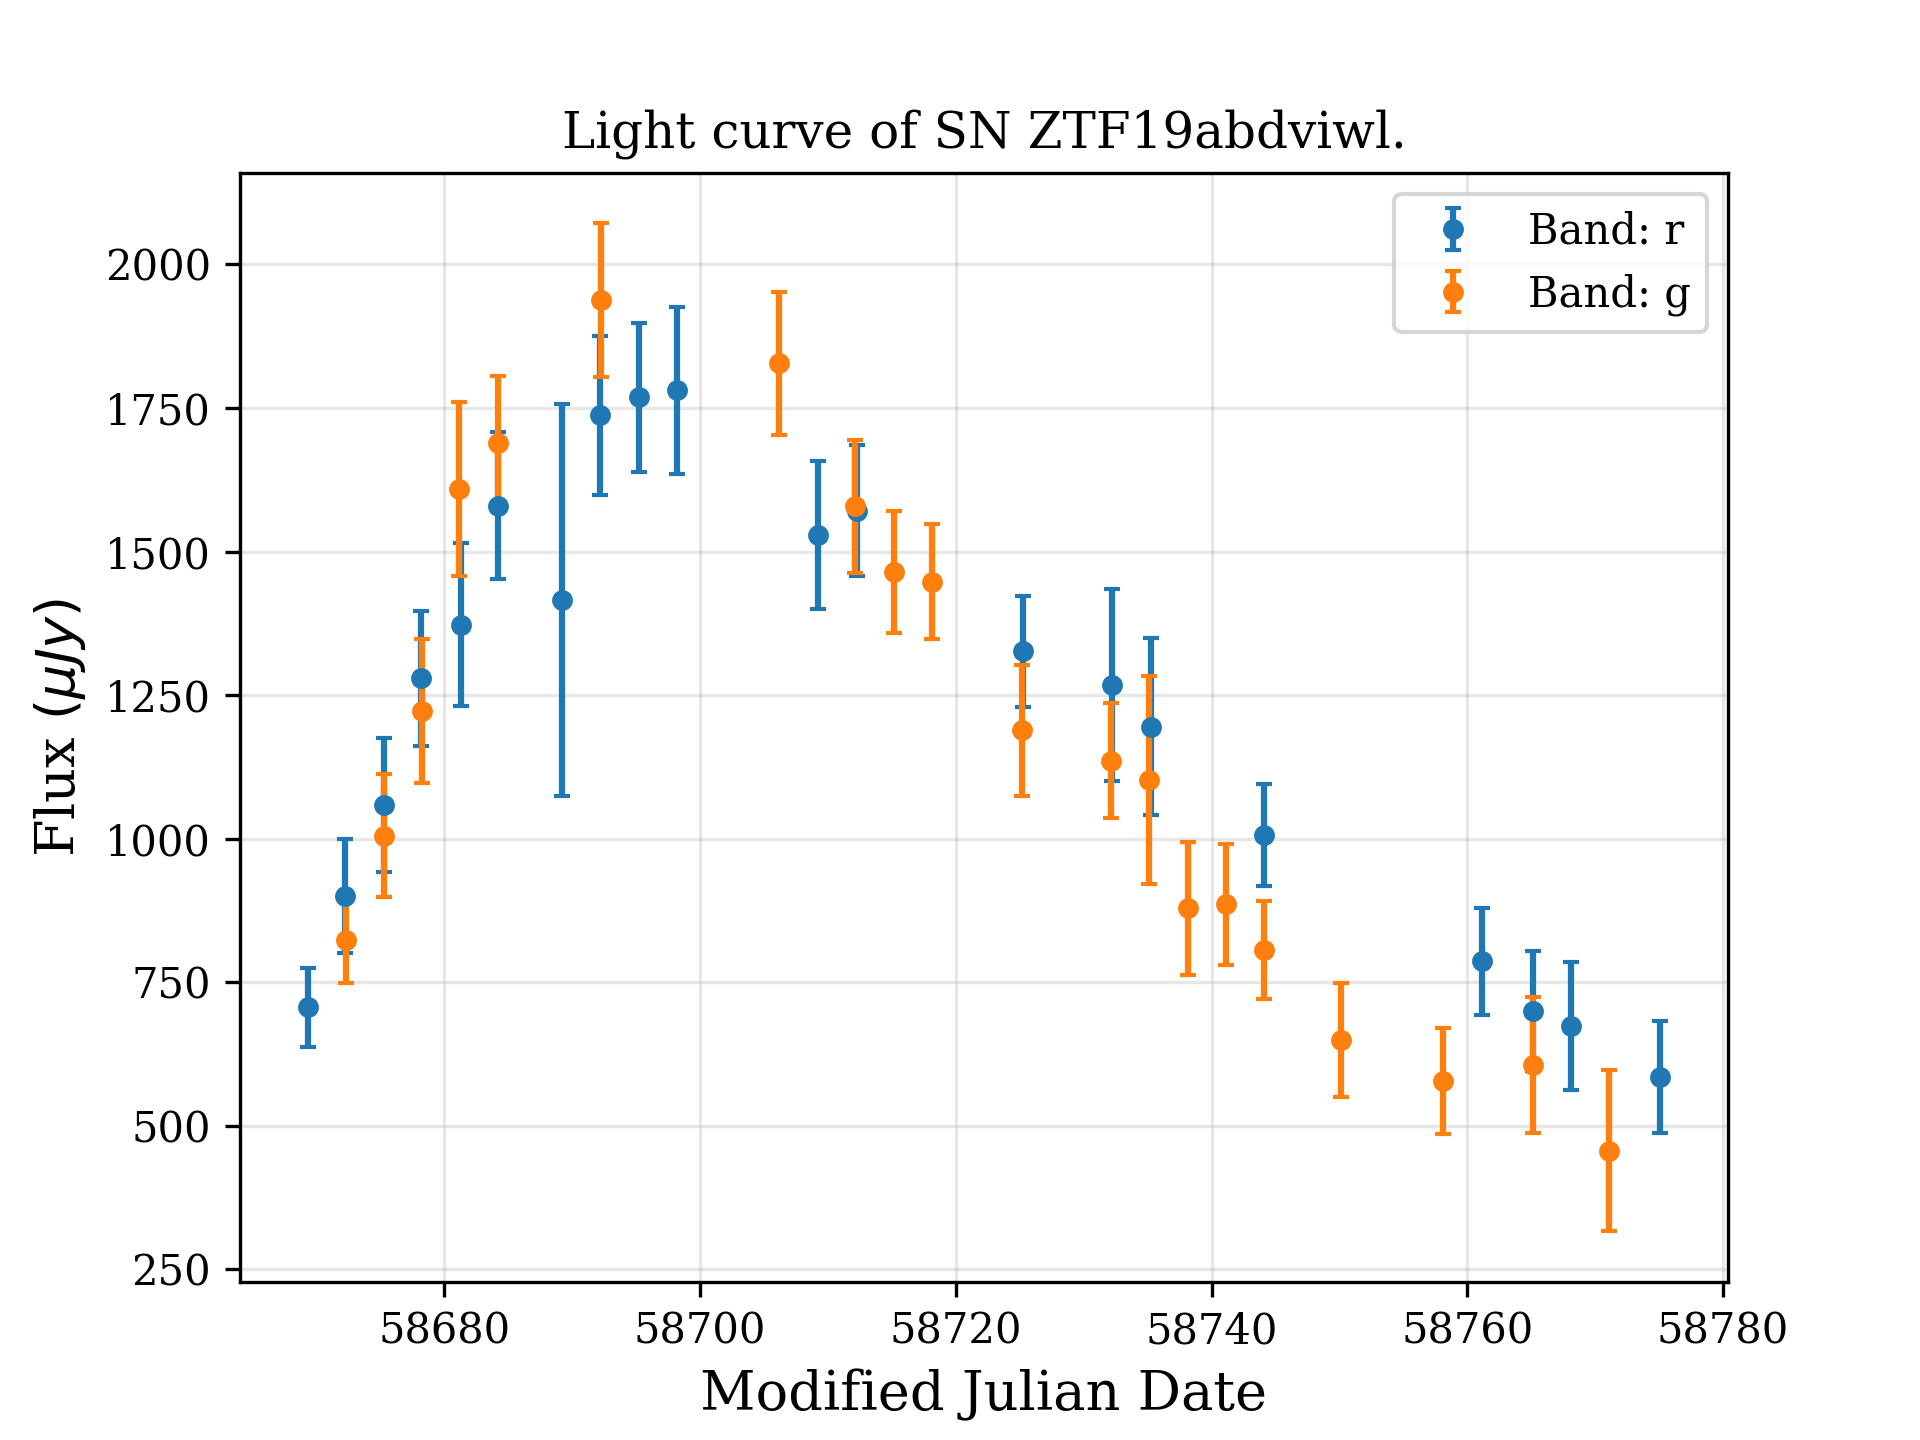 Light curve of SN ZTF19abdviwl.
Band: r
Band: g
2000
1750
1500
1250
1000
750
500
250
Flux (μJy)
58680 58700 58720 58740 58760 58780
Modified Julian Date